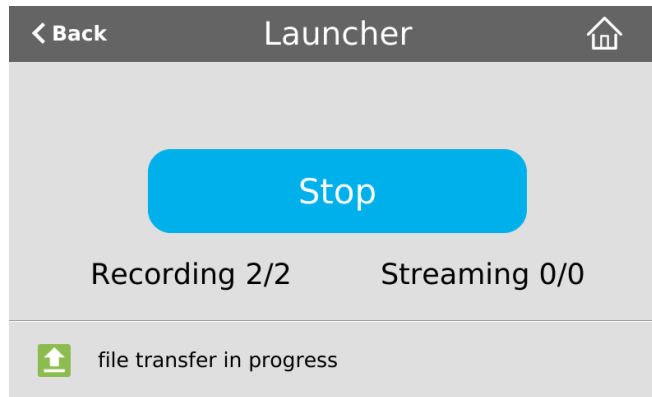 Back Launcher
Stop
Recording 2/2 Streaming 0/0
file transfer in progress